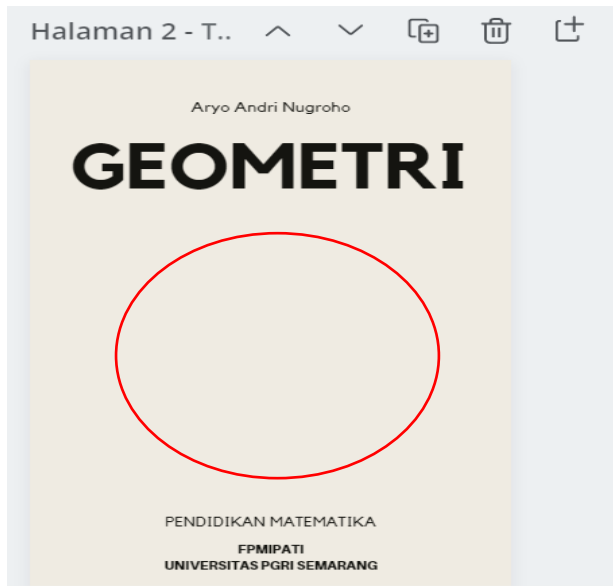 Halaman 2 - T..
Aryo Andri Nugroho
GEOMETRI
PENDIDIKAN MATEMATIKA
FPMIPATI
UNIVERSITAS PGRI SEMARANG